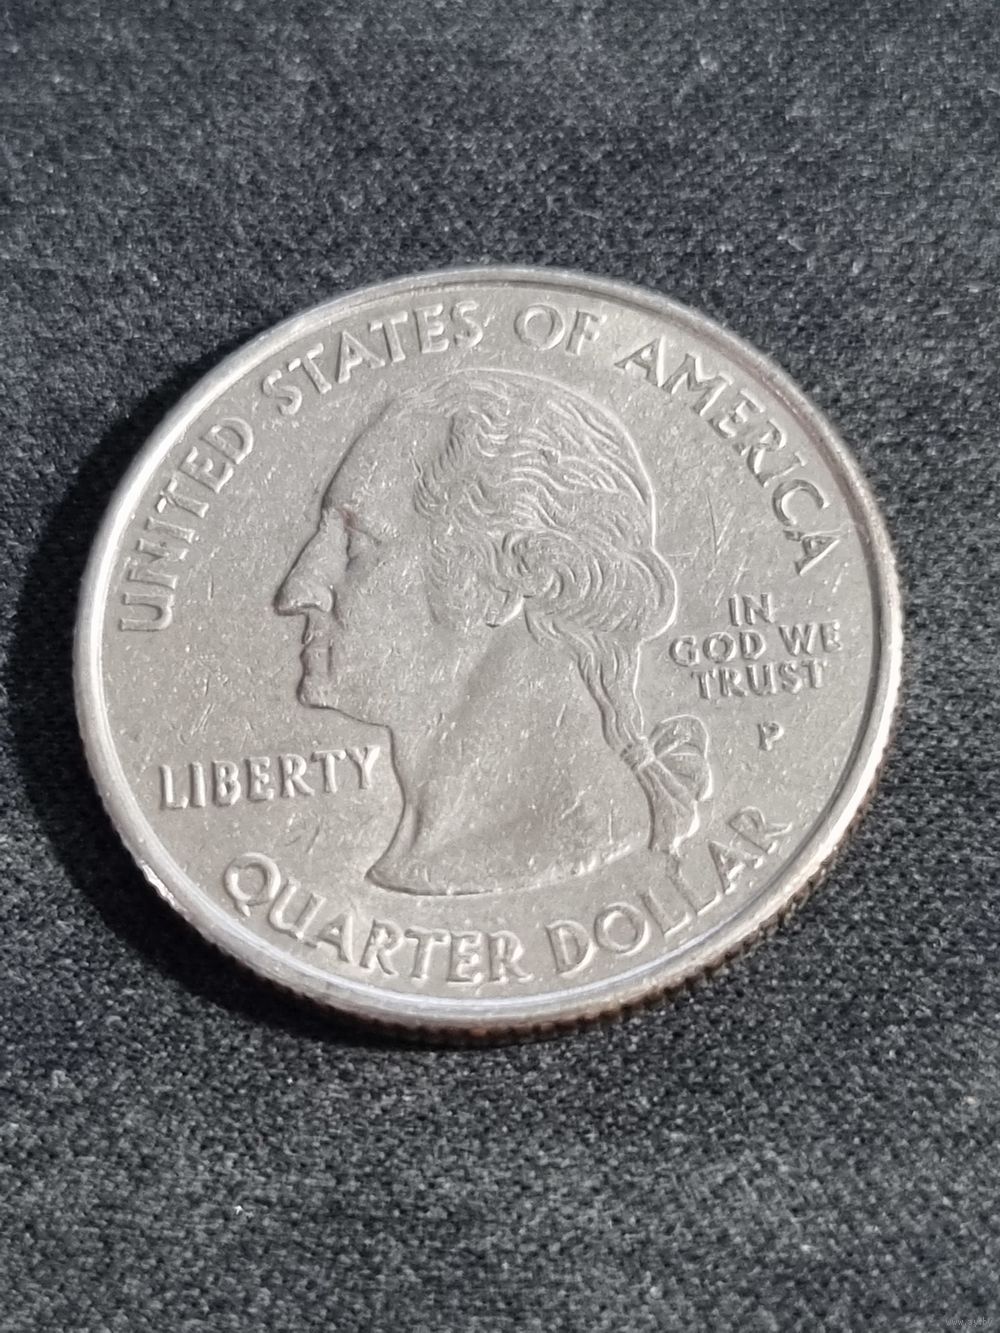 UNITED STATES OF AMERICA
LIBERTY
IN
GOD WE
TRUST
P
QUARTER DOLLAR